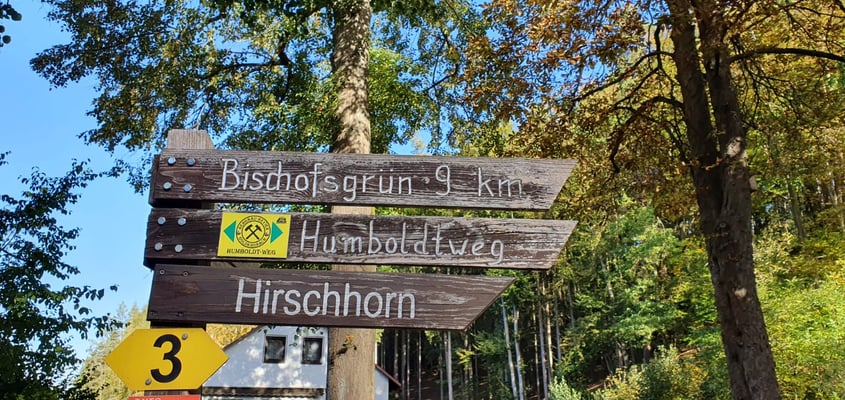 Bischofsgrün · 9 km
Humboldtweg
HUMBOLDT-WEG
Hirschhorn
3